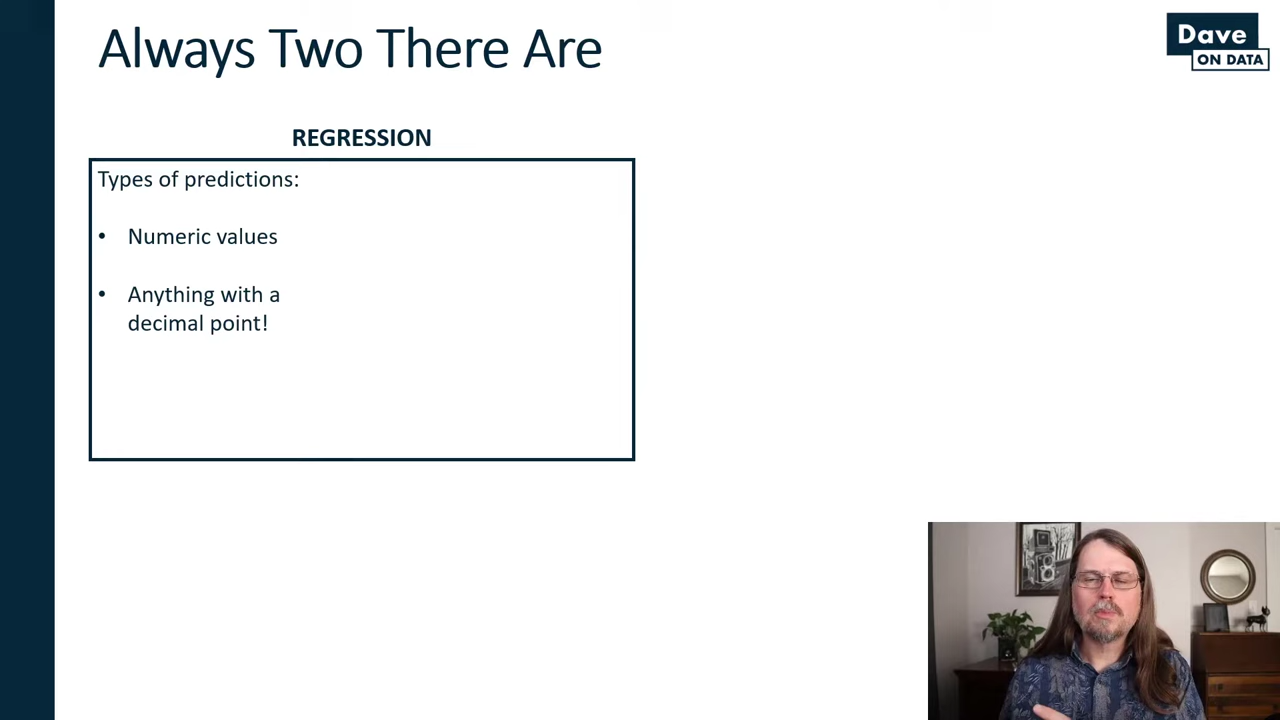 Always Two There Are
Dave
ON DATA
REGRESSION
Types of predictions:
• Numeric values
• Anything with a
decimal point!